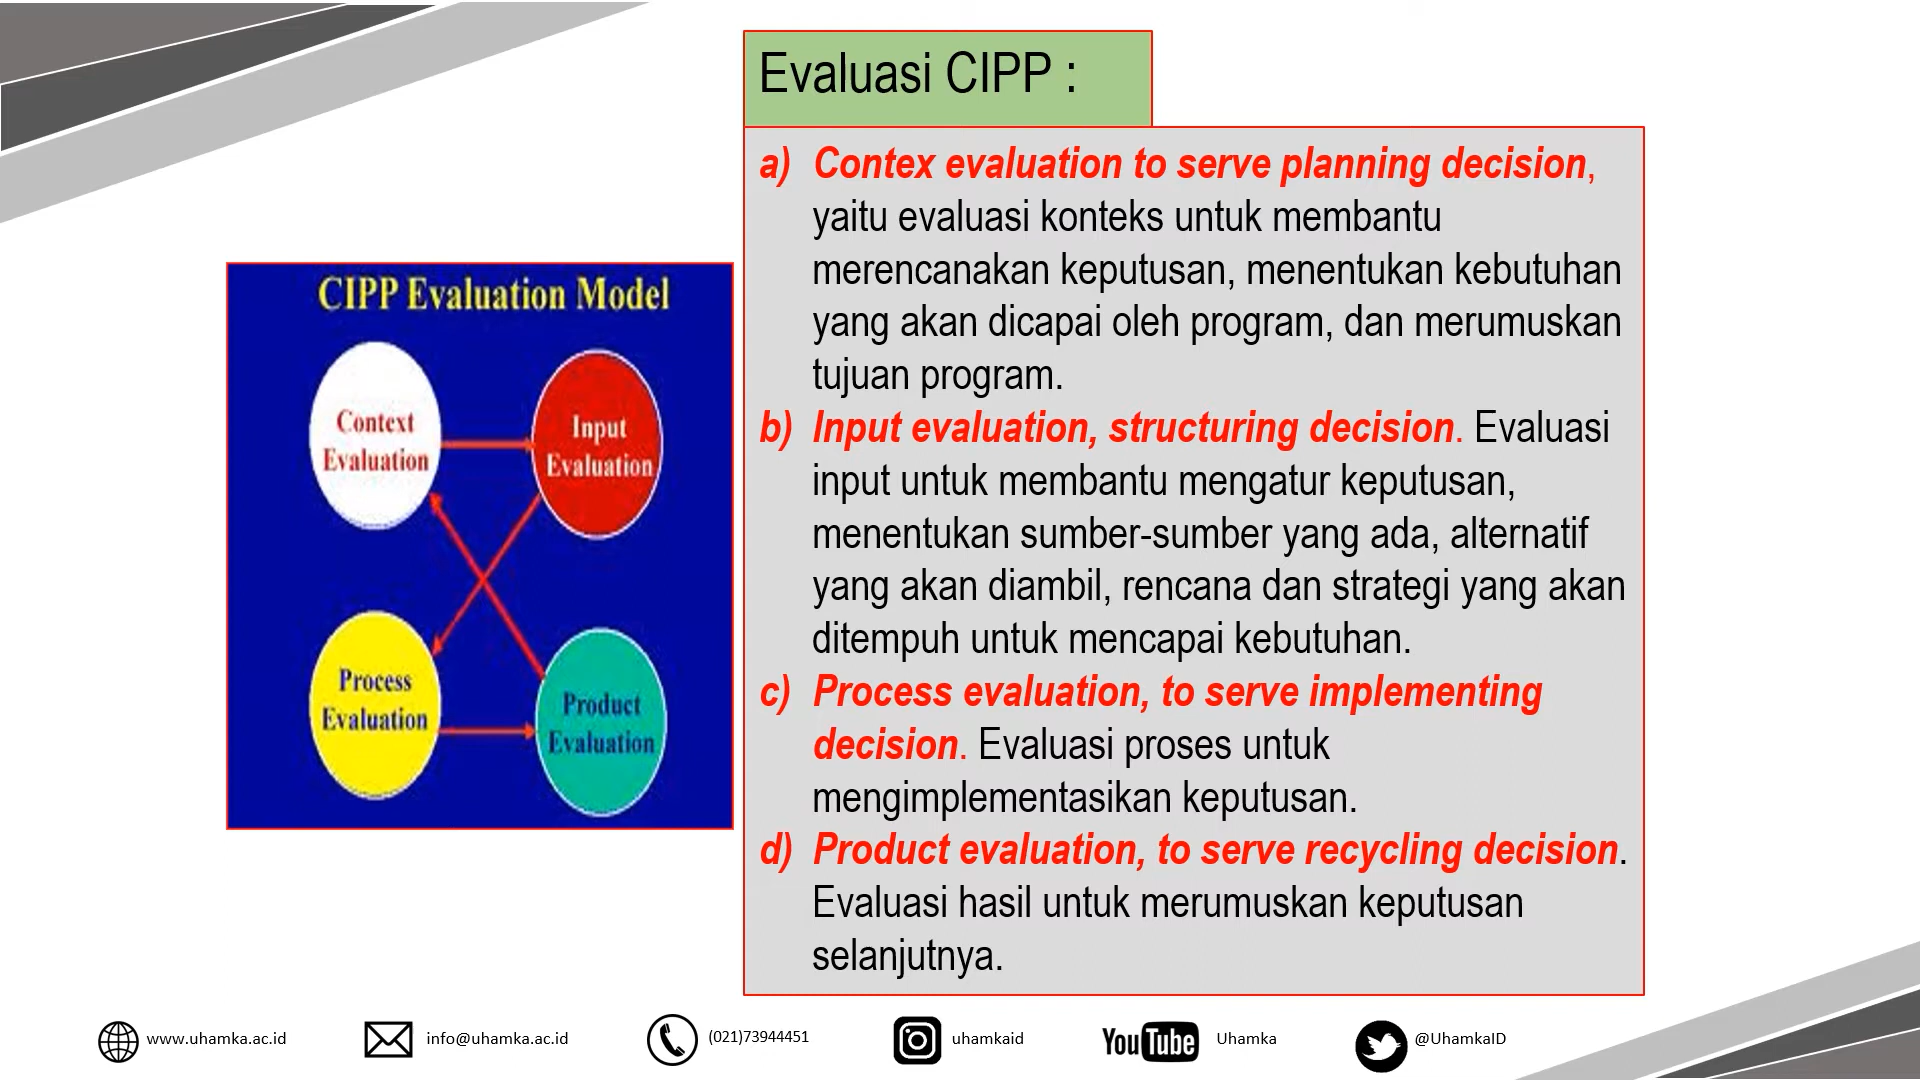 Evaluasi CIPP :
a) Contex evaluation to serve planning decision,
yaitu evaluasi konteks untuk membantu
merencanakan keputusan, menentukan kebutuhan
yang akan dicapai oleh program, dan merumuskan
tujuan program.
b) Input evaluation, structuring decision. Evaluasi
input untuk membantu mengatur keputusan,
menentukan sumber-sumber yang ada, alternatif
yang akan diambil, rencana dan strategi yang akan
ditempuh untuk mencapai kebutuhan.
c) Process evaluation, to serve implementing
decision. Evaluasi proses untuk
mengimplementasikan keputusan.
d) Product evaluation, to serve recycling decision.
Evaluasi hasil untuk merumuskan keputusan
selanjutnya.
CIPP Evaluation Model
Context
Evaluation
Input
Evaluation
Process
Evaluation
Product
Evaluation
www.uhamka.ac.id
info@uhamka.ac.id
(021)73944451
uhamkaid
YouTube
Uhamka
@UhamkaID